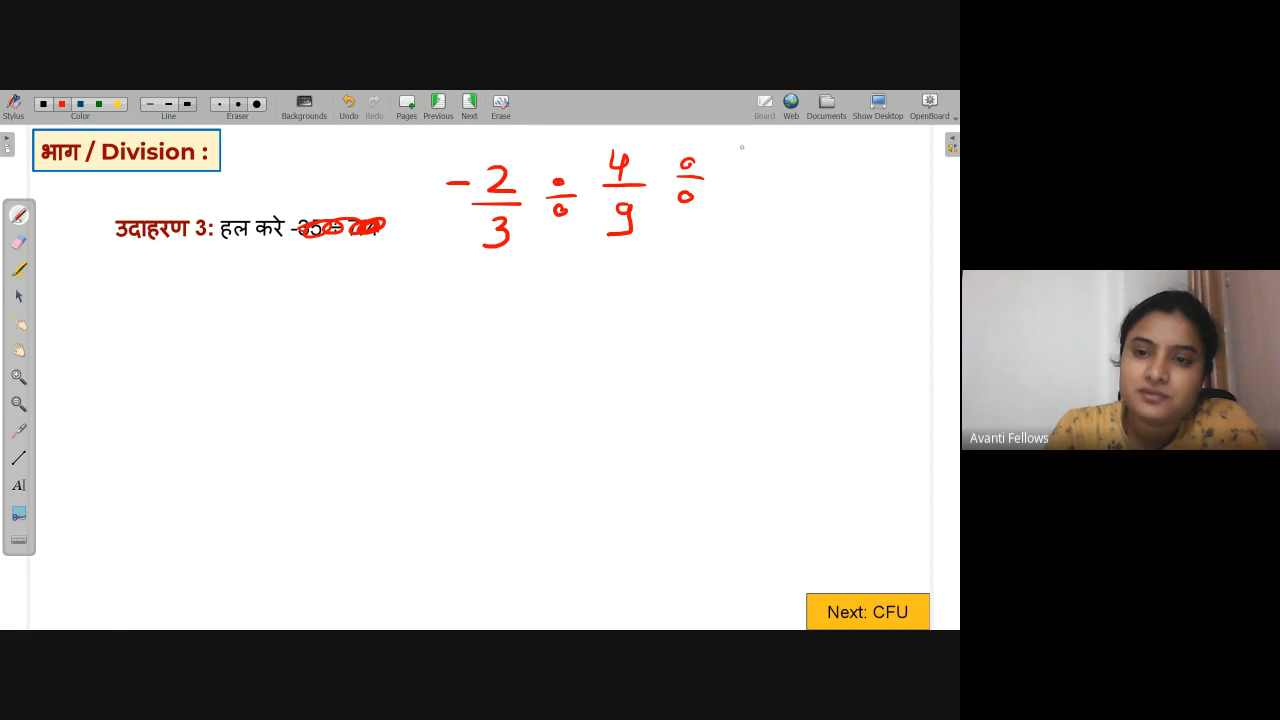 Stylus
Color
Line
Eraser
Backgrounds
Undo
Redo
Pages
Previous
Next
Erase
Board
Web
Documents
Show Desktop
OpenBoard
भाग / Division :
उदाहरण 3: हल करे
-2/3 ÷ 4/9 ÷
Avanti Fellows
Next: CFU